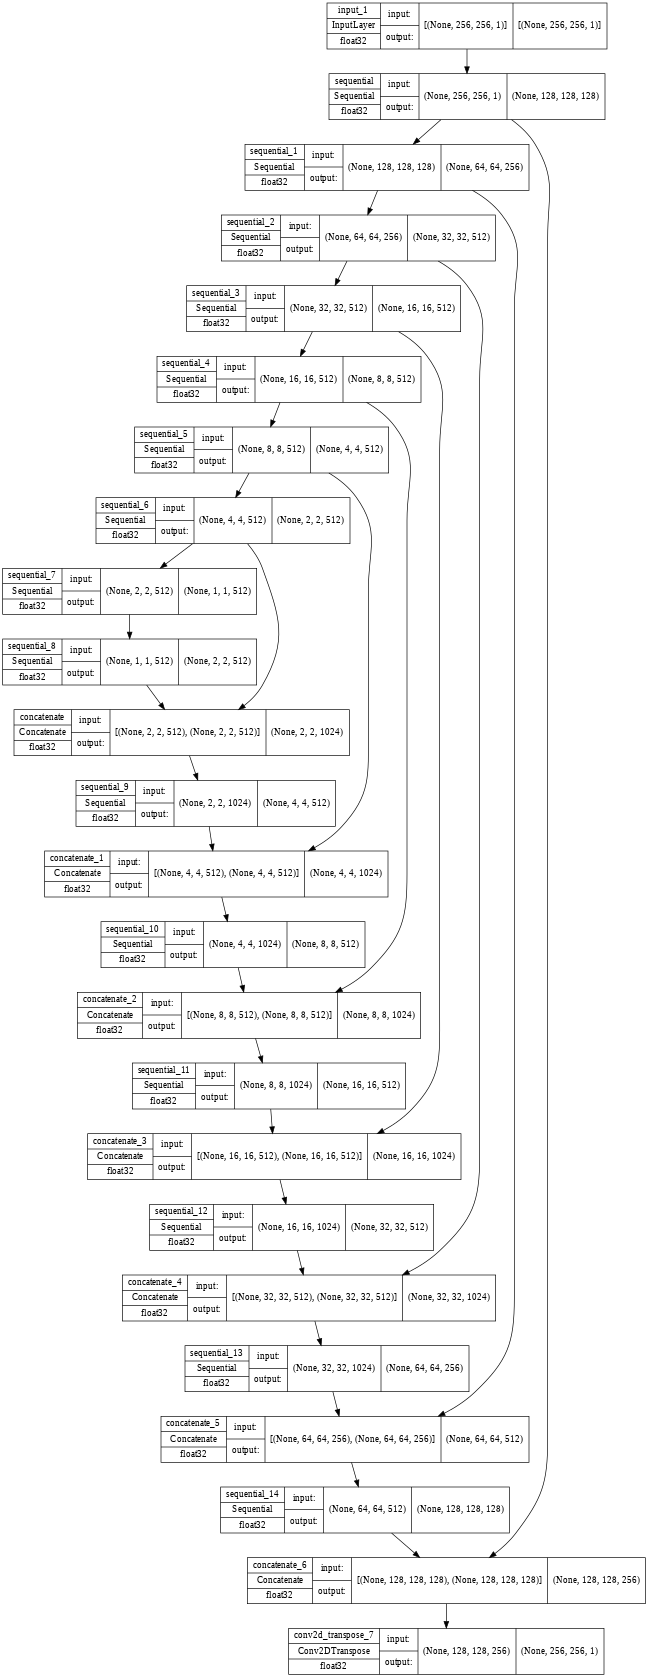 input_1
InputLayer
float32
input:
output:
[(None, 256, 256, 1)]
[(None, 256, 256, 1)]
sequential
Sequential
float32
input:
output:
(None, 256, 256, 1)
(None, 128, 128, 128)
sequential_1
Sequential
float32
input:
output:
(None, 128, 128, 128)
(None, 64, 64, 256)
sequential_2
Sequential
float32
input:
output:
(None, 64, 64, 256)
(None, 32, 32, 512)
sequential_3
Sequential
float32
input:
output:
(None, 32, 32, 512)
(None, 16, 16, 512)
sequential_4
Sequential
float32
input:
output:
(None, 16, 16, 512)
(None, 8, 8, 512)
sequential_5
Sequential
float32
input:
output:
(None, 8, 8, 512)
(None, 4, 4, 512)
sequential_6
Sequential
float32
input:
output:
(None, 4, 4, 512)
(None, 2, 2, 512)
sequential_7
Sequential
float32
input:
output:
(None, 2, 2, 512)
(None, 1, 1, 512)
sequential_8
Sequential
float32
input:
output:
(None, 1, 1, 512)
(None, 2, 2, 512)
concatenate
Concatenate
float32
input:
output:
[(None, 2, 2, 512), (None, 2, 2, 512)]
(None, 2, 2, 1024)
sequential_9
Sequential
float32
input:
output:
(None, 2, 2, 1024)
(None, 4, 4, 512)
concatenate_1
Concatenate
float32
input:
output:
[(None, 4, 4, 512), (None, 4, 4, 512)]
(None, 4, 4, 1024)
sequential_10
Sequential
float32
input:
output:
(None, 4, 4, 1024)
(None, 8, 8, 512)
concatenate_2
Concatenate
float32
input:
output:
[(None, 8, 8, 512), (None, 8, 8, 512)]
(None, 8, 8, 1024)
sequential_11
Sequential
float32
input:
output:
(None, 8, 8, 1024)
(None, 16, 16, 512)
concatenate_3
Concatenate
float32
input:
output:
[(None, 16, 16, 512), (None, 16, 16, 512)]
(None, 16, 16, 1024)
sequential_12
Sequential
float32
input:
output:
(None, 16, 16, 1024)
(None, 32, 32, 512)
concatenate_4
Concatenate
float32
input:
output:
[(None, 32, 32, 512), (None, 32, 32, 512)]
(None, 32, 32, 1024)
sequential_13
Sequential
float32
input:
output:
(None, 32, 32, 1024)
(None, 64, 64, 256)
concatenate_5
Concatenate
float32
input:
output:
[(None, 64, 64, 256), (None, 64, 64, 256)]
(None, 64, 64, 512)
sequential_14
Sequential
float32
input:
output:
(None, 64, 64, 512)
(None, 128, 128, 128)
concatenate_6
Concatenate
float32
input:
output:
[(None, 128, 128, 128), (None, 128, 128, 128)]
(None, 128, 128, 256)
conv2d_transpose_7
Conv2DTranspose
float32
input:
output:
(None, 128, 128, 256)
(None, 256, 256, 1)